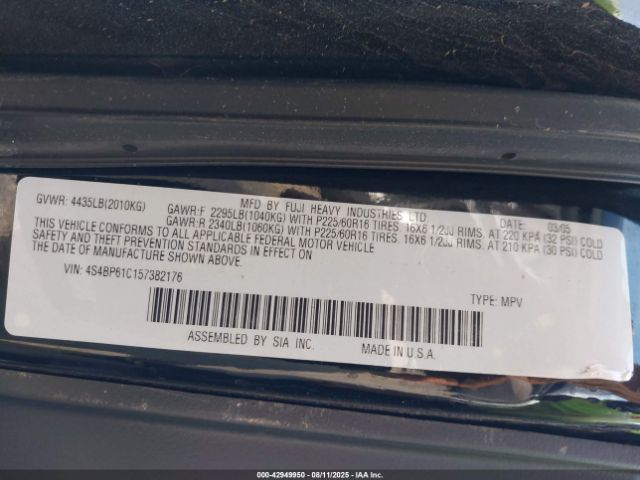 MFD BY FUJI HEAVY INDUSTRIES LTD. DATE: 03/05
GVWR: 4435LB(2010KG) GAWR:F 2295LB(1040KG) WITH P225/60R16 TIRES, 16X6 1/2JJ RIMS, AT 220 KPA (32 PSI) COLD
GAWR:R 2340LB(1060KG) WITH P225/60R16 TIRES, 16X6 1/2JJ RIMS, AT 210 KPA (30 PSI) COLD
THIS VEHICLE CONFORMS TO ALL APPLICABLE FEDERAL MOTOR VEHICLE
SAFETY AND THEFT PREVENTION STANDARDS IN EFFECT ON
THE DATE OF MANUFACTURE SHOWN ABOVE.
VIN: 4S4BP61C157382176 TYPE: MPV
ASSEMBLED BY SIA INC. MADE IN U.S.A.
000-42949950 - 08/11/2025 - IAAI.COM